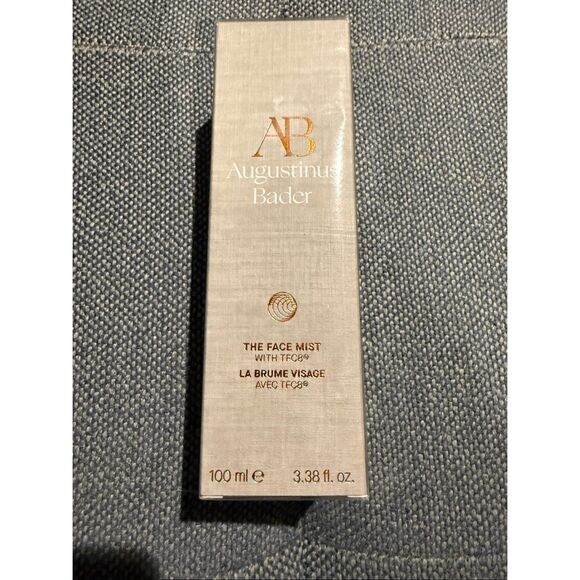 AB
Augustinus
Bader
THE FACE MIST
WITH TFC8®
LA BRUME VISAGE
AVEC TFC8®
100 ml ℮ 3.38 fl. oz.